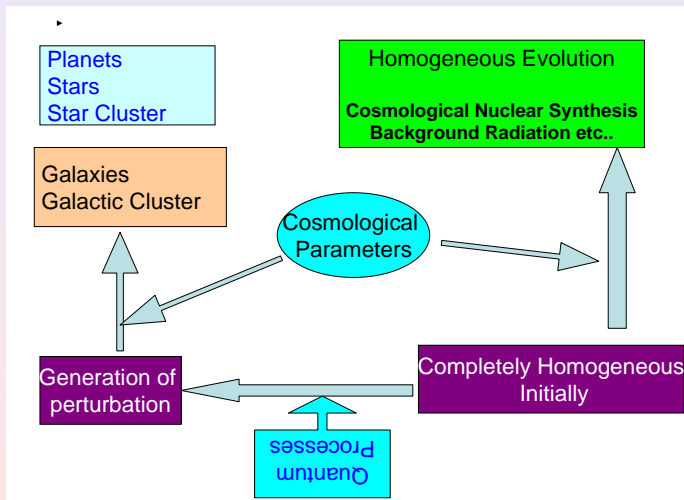 Planets
Stars
Star Cluster
Homogeneous Evolution
Cosmological Nuclear Synthesis
Background Radiation etc..
Galaxies
Galactic Cluster
Cosmological
Parameters
Generation of
perturbation
Completely Homogeneous
Initially
Quantum
Processes